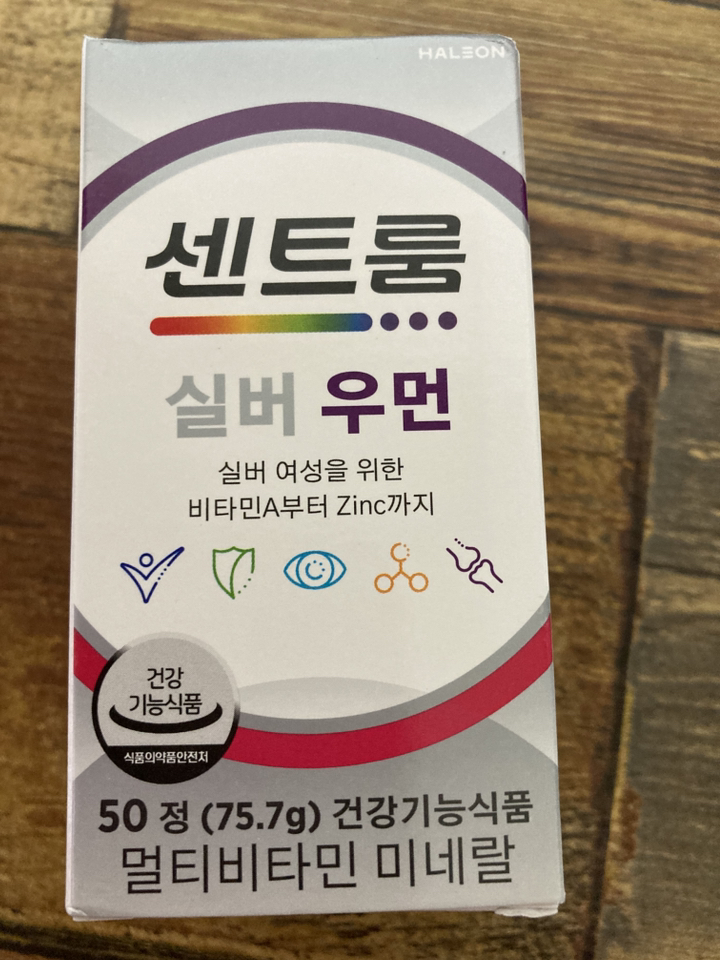 HALEON
센트룸
실버 우먼
실버 여성을 위한
비타민A부터 Zinc까지
건강
기능식품
식품의약품안전처
50 정 (75.7g) 건강기능식품
멀티비타민 미네랄